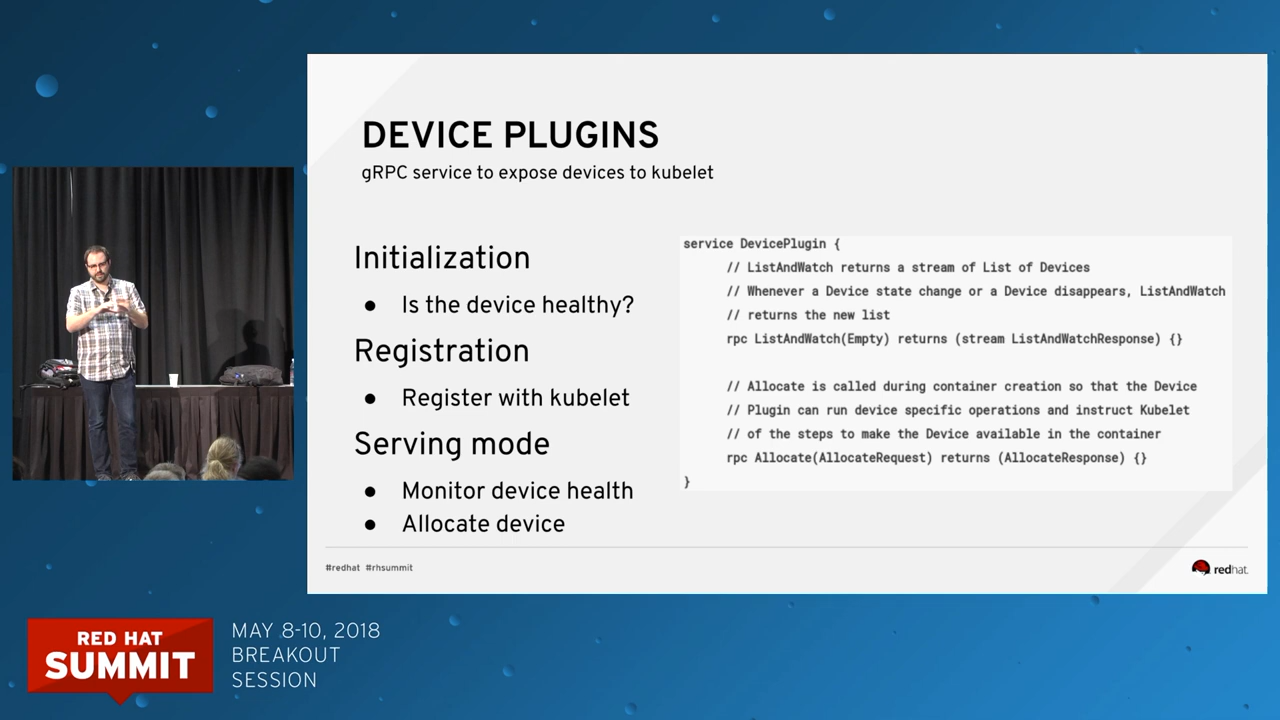 DEVICE PLUGINS
gRPC service to expose devices to kubelet
Initialization
● Is the device healthy?
Registration
● Register with kubelet
Serving mode
● Monitor device health
● Allocate device
service DevicePlugin {
// ListAndWatch returns a stream of List of Devices
// Whenever a Device state change or a Device disappears, ListAndWatch
// returns the new list
rpc ListAndWatch(Empty) returns (stream ListAndWatchResponse) {}
// Allocate is called during container creation so that the Device
// Plugin can run device specific operations and instruct Kubelet
// of the steps to make the Device available in the container
rpc Allocate(AllocateRequest) returns (AllocateResponse) {}
}
#redhat #rhsummit
redhat.
RED HAT
SUMMIT
MAY 8-10, 2018
BREAKOUT
SESSION